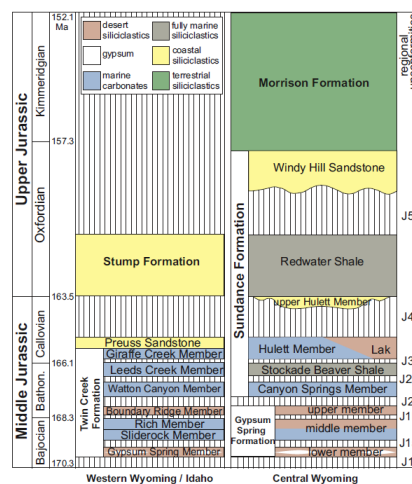 152.1
Ma
desert
siliciclastics
fully marine
siliciclastics
gypsum
coastal
siliciclastics
marine
carbonates
terrestrial
siliciclastics
regional
Morrison Formation
Kimmeridgian
Upper Jurassic
157.3
Windy Hill Sandstone
Oxfordian
J5
Sundance Formation
Stump Formation
Redwater Shale
163.5
upper Hulett Member
J4
Middle Jurassic
Callovian
Preuss Sandstone
Giraffe Creek Member
Hulett Member
Lak
J3
166.1
Leeds Creek Member
Stockade Beaver Shale
J2
Bathon.
Watton Canyon Member
Canyon Springs Member
J2
Twin Creek
Formation
Boundary Ridge Member
upper member
168.3
J1
Rich Member
Gypsum
Spring
Formation
middle member
Sliderock Member
J1
Bajocian
Gypsum Spring Member
lower member
170.3
J1
Western Wyoming / Idaho
Central Wyoming